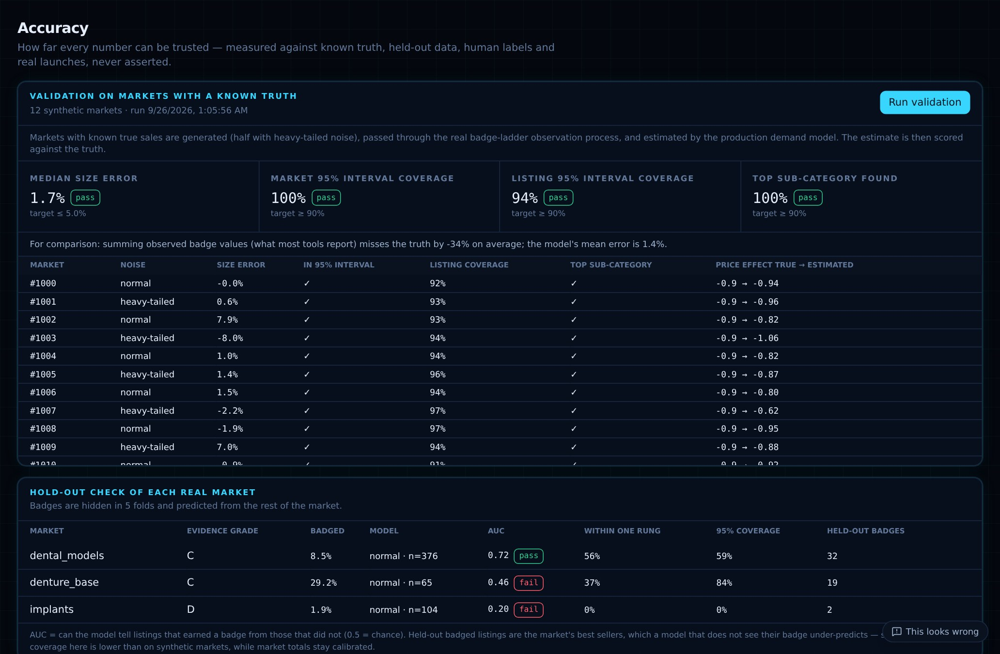 Accuracy
How far every number can be trusted — measured against known truth, held-out data, human labels and
real launches, never asserted.
VALIDATION ON MARKETS WITH A KNOWN TRUTH
12 synthetic markets · run 9/26/2026, 1:05:56 AM
Run validation
Markets with known true sales are generated (half with heavy-tailed noise), passed through the real badge-ladder observation process, and estimated by the production demand model. The estimate is then scored
against the truth.
MEDIAN SIZE ERROR
1.7% pass
target ≤ 5.0%
MARKET 95% INTERVAL COVERAGE
100% pass
target ≥ 90%
LISTING 95% INTERVAL COVERAGE
94% pass
target ≥ 90%
TOP SUB-CATEGORY FOUND
100% pass
target ≥ 90%
For comparison: summing observed badge values (what most tools report) misses the truth by -34% on average; the model's mean error is 1.4%.
MARKET NOISE SIZE ERROR IN 95% INTERVAL LISTING COVERAGE TOP SUB-CATEGORY PRICE EFFECT TRUE → ESTIMATED
#1000 normal -0.0% ✓ 92% ✓ -0.9 → -0.94
#1001 heavy-tailed 0.6% ✓ 93% ✓ -0.9 → -0.96
#1002 normal 7.9% ✓ 93% ✓ -0.9 → -0.82
#1003 heavy-tailed -8.0% ✓ 94% ✓ -0.9 → -1.06
#1004 normal 1.0% ✓ 94% ✓ -0.9 → -0.82
#1005 heavy-tailed 1.4% ✓ 96% ✓ -0.9 → -0.87
#1006 normal 1.5% ✓ 94% ✓ -0.9 → -0.80
#1007 heavy-tailed -2.2% ✓ 97% ✓ -0.9 → -0.62
#1008 normal -1.9% ✓ 97% ✓ -0.9 → -0.95
#1009 heavy-tailed 7.0% ✓ 94% ✓ -0.9 → -0.88
#1010 normal
HOLD-OUT CHECK OF EACH REAL MARKET
Badges are hidden in 5 folds and predicted from the rest of the market.
MARKET EVIDENCE GRADE BADGED MODEL AUC WITHIN ONE RUNG 95% COVERAGE HELD-OUT BADGES
dental_models C 8.5% normal · n=376 0.72 pass 56% 59% 32
denture_base C 29.2% normal · n=65 0.46 fail 37% 84% 19
implants D 1.9% normal · n=104 0.20 fail 0% 0% 2
AUC = can the model tell listings that earned a badge from those that did not (0.5 = chance). Held-out badged listings are the market's best sellers, which a model that does not see their badge under-predicts —
coverage here is lower than on synthetic markets, while market totals stay calibrated.
This looks wrong